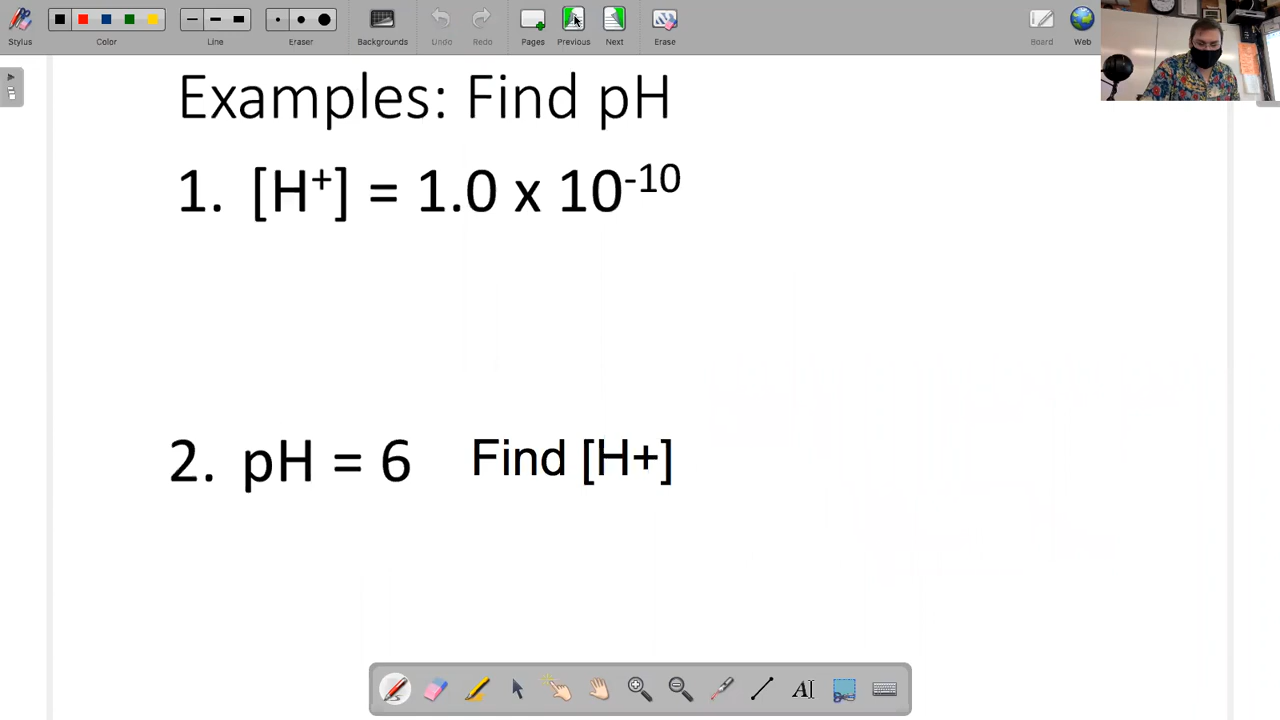 Stylus Color Line Eraser Backgrounds Undo Redo Pages Previous Next Erase Board Web
Examples: Find pH
1. [H⁺] = 1.0 x 10⁻¹⁰
2. pH = 6 Find [H+]